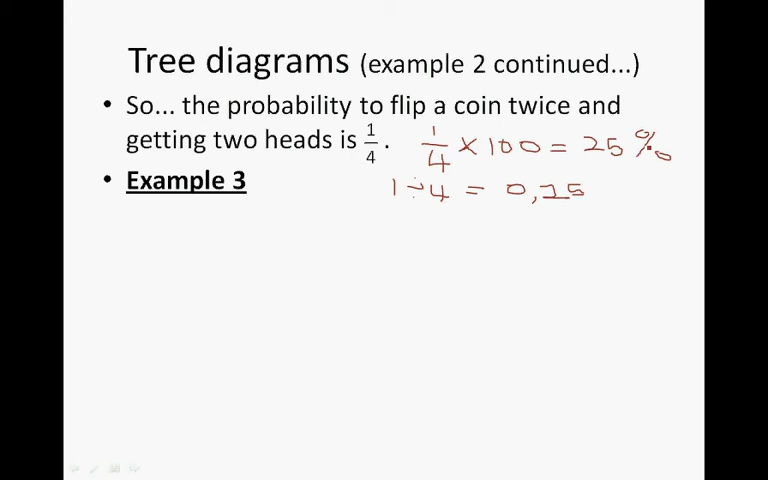 Tree diagrams (example 2 continued...)
• So... the probability to flip a coin twice and
getting two heads is 1/4 . 1/4 × 100 = 25 %
• Example 3
1 ÷ 4 = 0,25